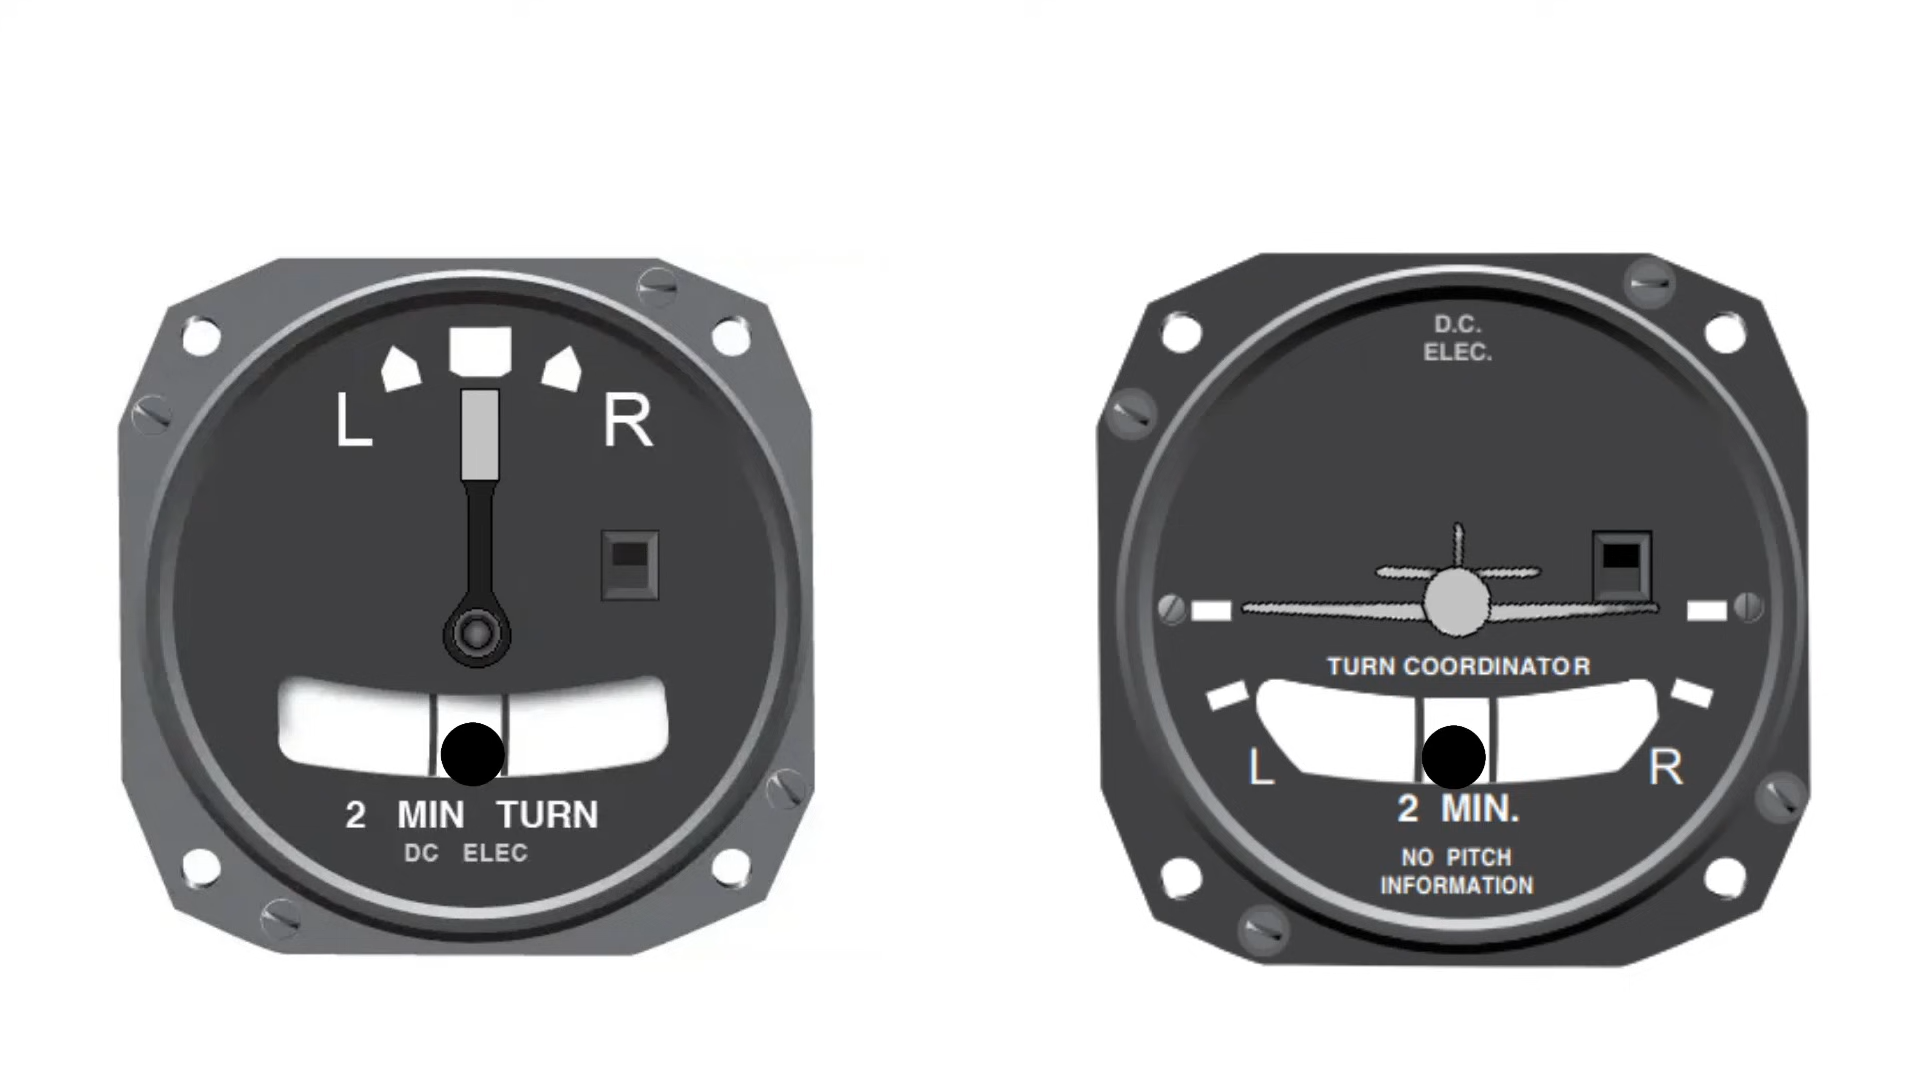 L R
2 MIN TURN
DC ELEC
D.C.
ELEC.
TURN COORDINATOR
L R
2 MIN.
NO PITCH
INFORMATION